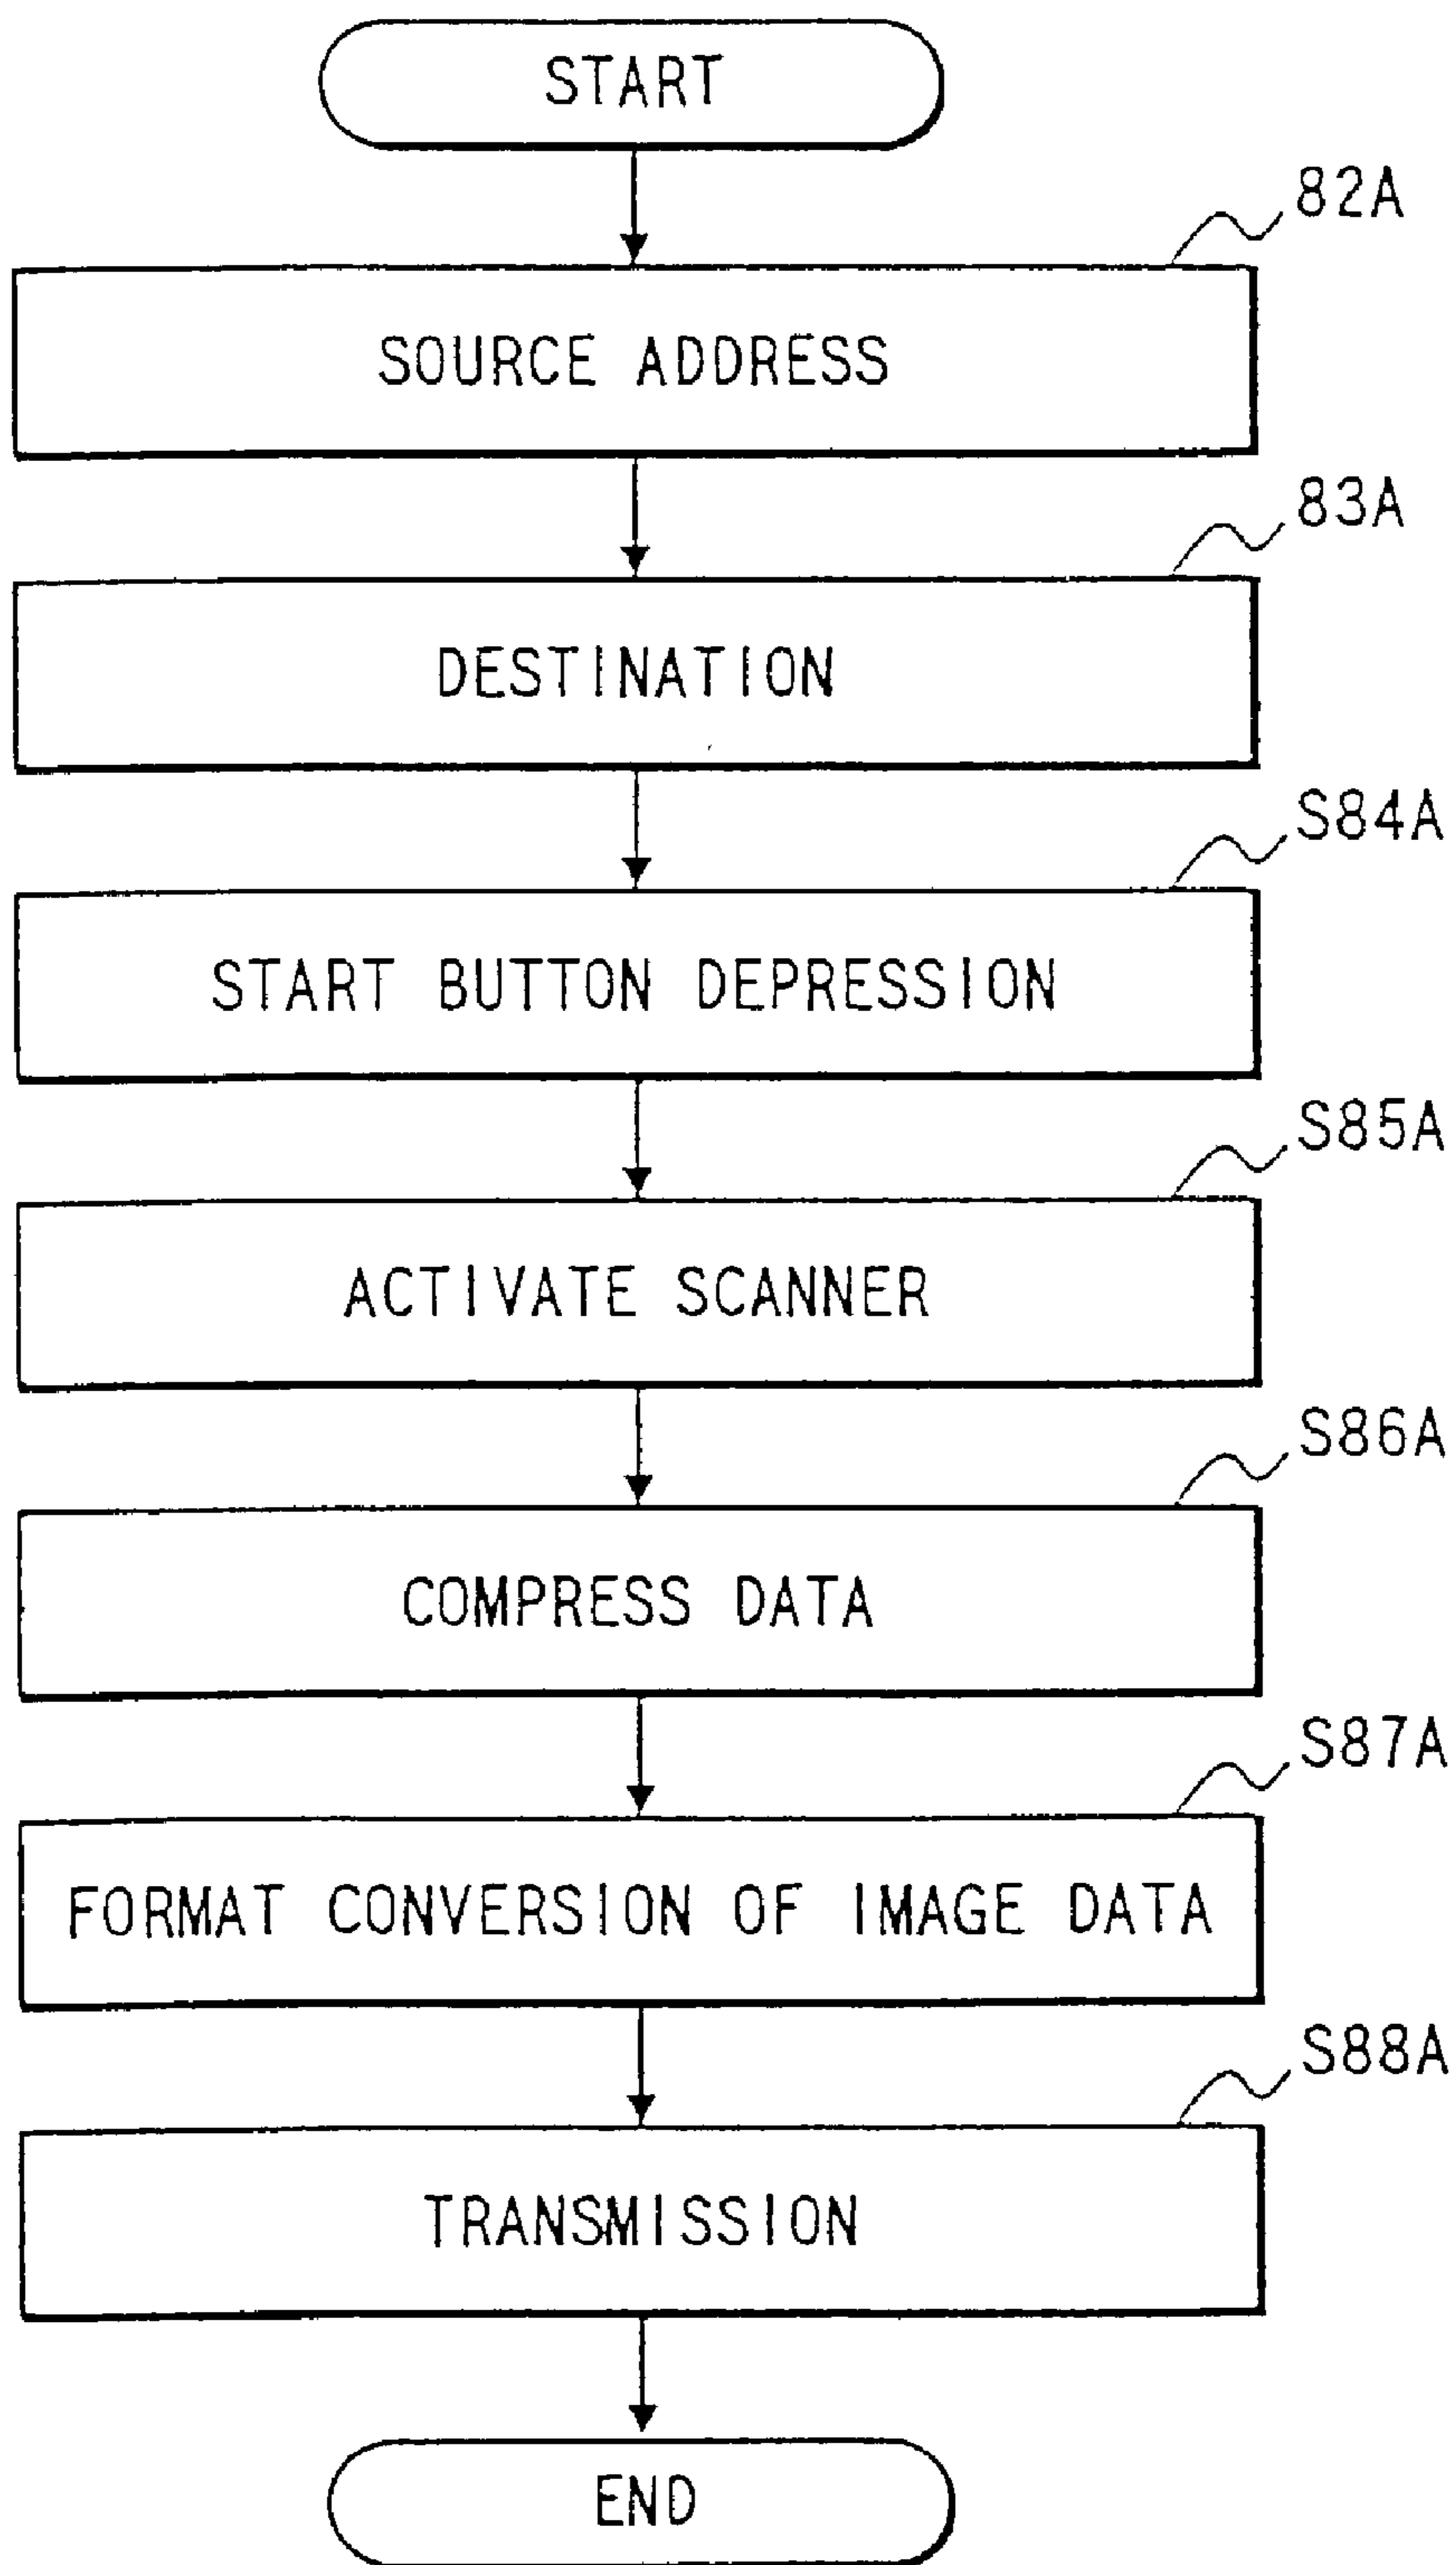 START
82A
SOURCE ADDRESS
83A
DESTINATION
S84A
START BUTTON DEPRESSION
S85A
ACTIVATE SCANNER
S86A
COMPRESS DATA
S87A
FORMAT CONVERSION OF IMAGE DATA
S88A
TRANSMISSION
END